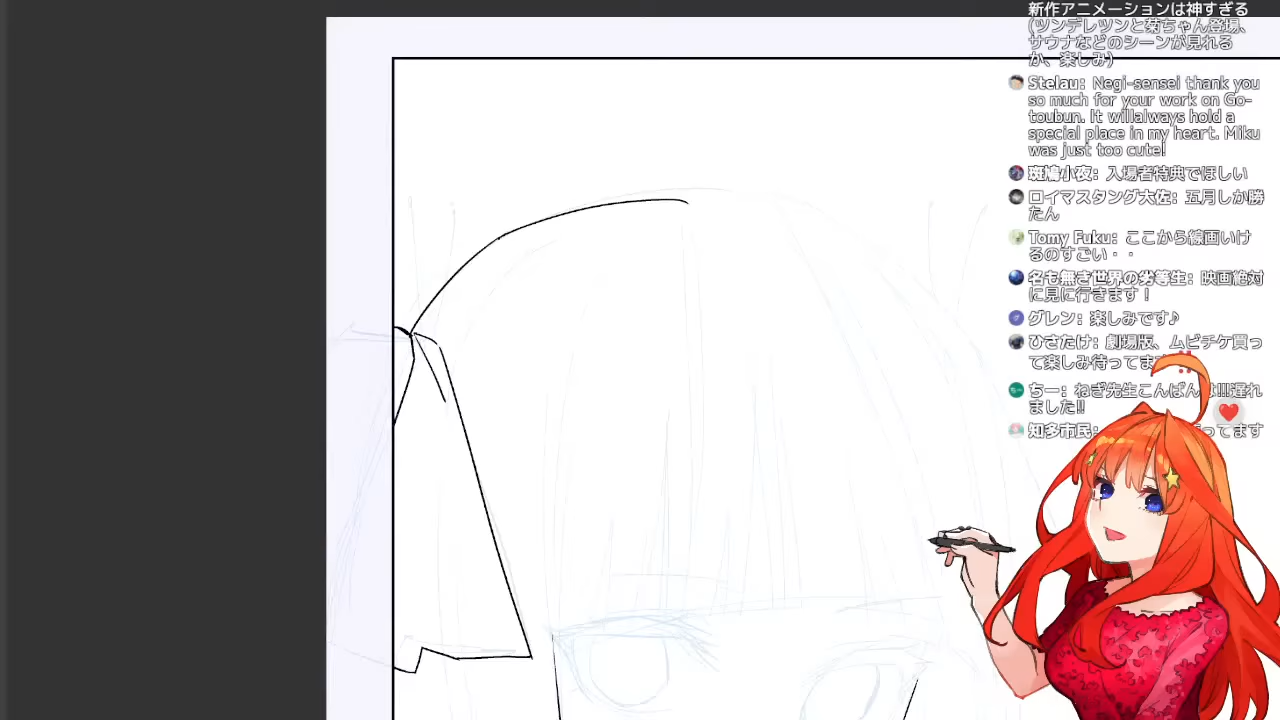 新作アニメーションは神すぎる
(ツンデレツンと菊ちゃん登場、
サウナなどのシーンが見れる
か、楽しみ)
Stelau: Negi-sensei thank you
so much for your work on Go-
toubun. It willalways hold a
special place in my heart. Miku
was just too cute!
斑鳩小夜: 入場者特典でほしい
ロイマスタング大佐: 五月しか勝
たん
Tomy Fuku: ここから線画いけ
るのすごい・・
名も無き世界の劣等生: 映画絶対
に見に行きます！
グレン: 楽しみです♪
ひさたけ: 劇場版、ムビチケ買っ
て楽しみ待ってま
ちー: ねぎ先生こんばん!!!遅れ
ました!!
知多市民: ってます